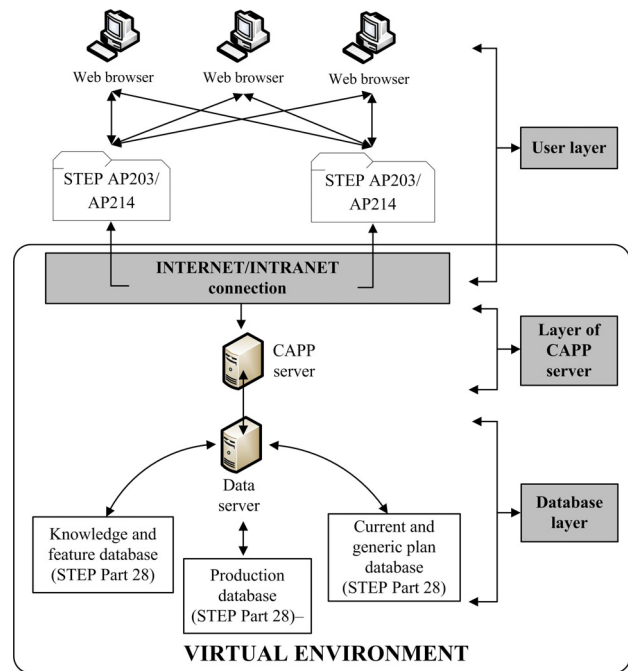 Web browser
Web browser
Web browser
STEP AP203/
AP214
STEP AP203/
AP214
User layer
INTERNET/INTRANET
connection
CAPP
server
Layer of
CAPP
server
Data
server
Database
layer
Knowledge and
feature database
(STEP Part 28)
Production
database
(STEP Part 28)–
Current and
generic plan
database
(STEP Part 28)
VIRTUAL ENVIRONMENT